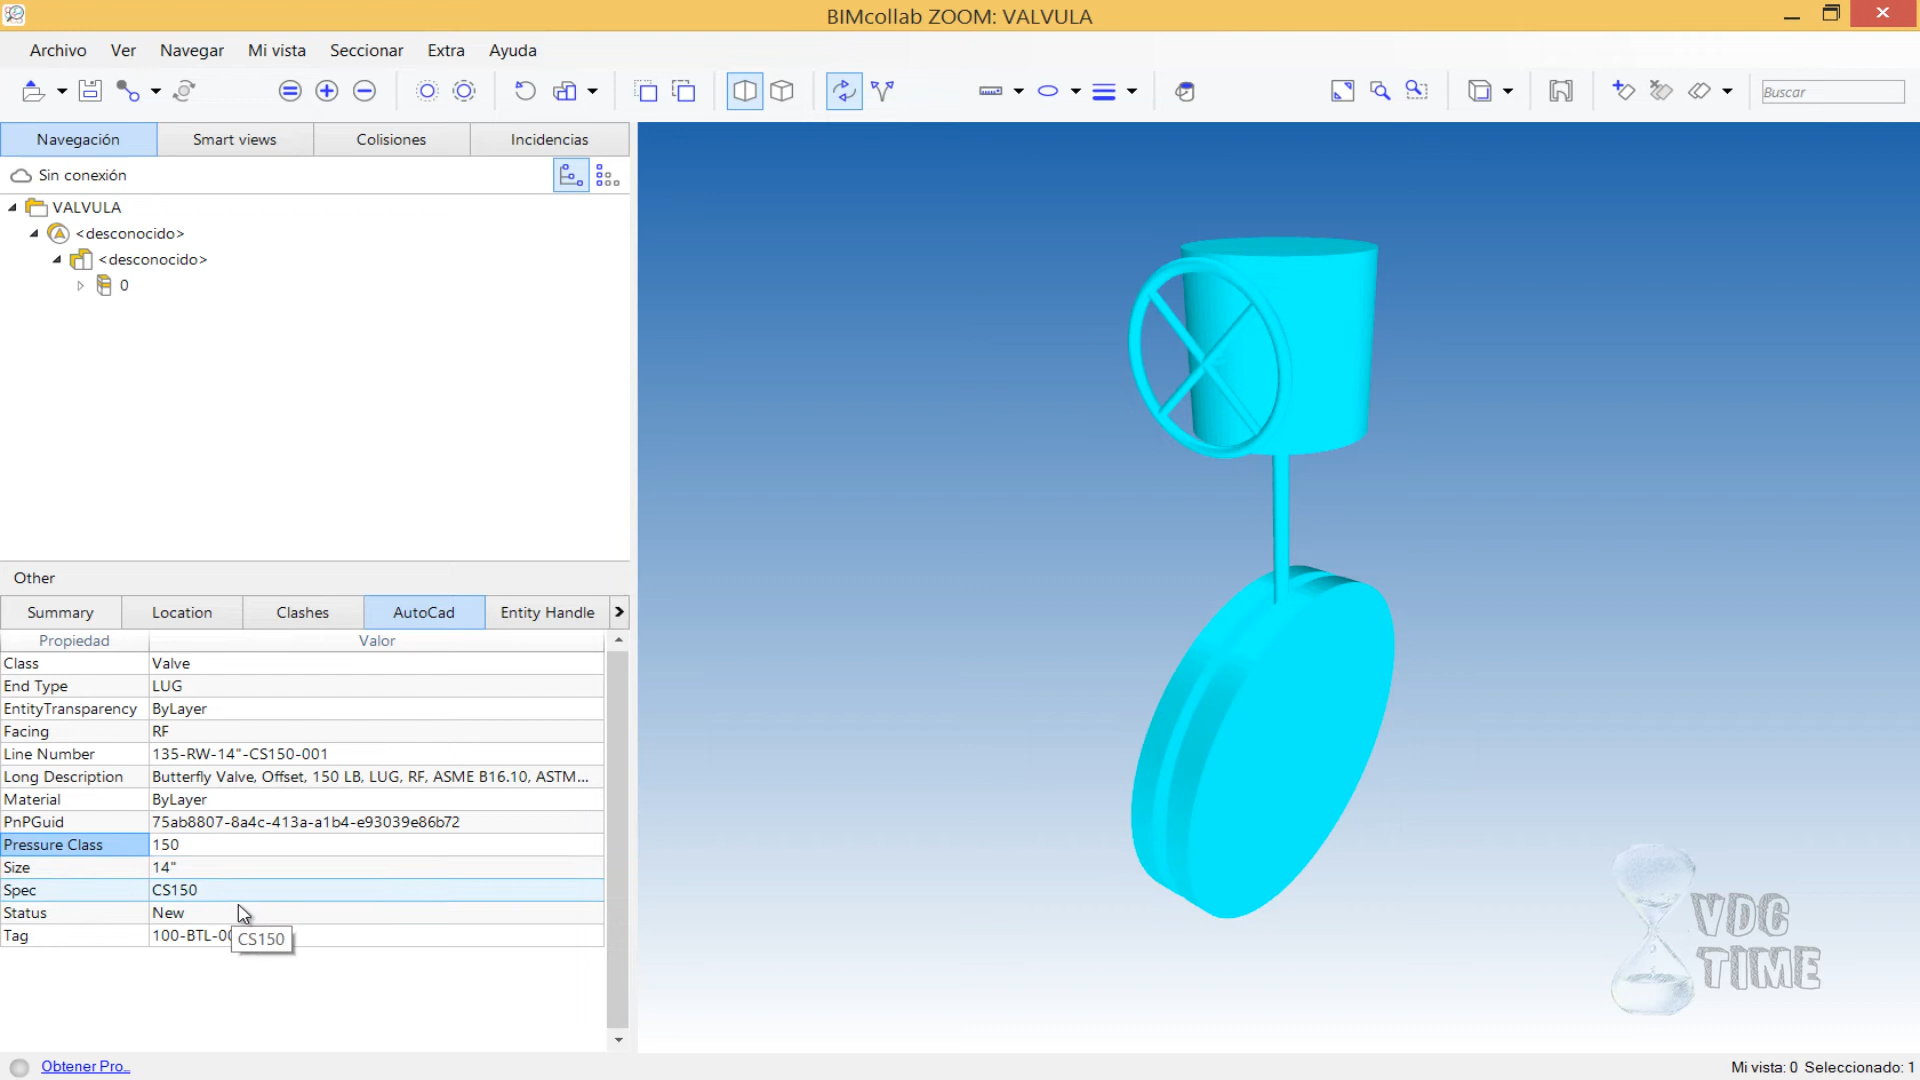 BIMcollab ZOOM: VALVULA
Archivo Ver Navegar Mi vista Seccionar Extra Ayuda
Buscar
Navegación Smart views Colisiones Incidencias
Sin conexión
VALVULA
<desconocido>
<desconocido>
0
Other
Summary Location Clashes AutoCad Entity Handle
Propiedad Valor
Class Valve
End Type LUG
EntityTransparency ByLayer
Facing RF
Line Number 135-RW-14"-CS150-001
Long Description Butterfly Valve, Offset, 150 LB, LUG, RF, ASME B16.10, ASTM...
Material ByLayer
PnPGuid 75ab8807-8a4c-413a-a1b4-e93039e86b72
Pressure Class 150
Size 14"
Spec CS150
Status New
Tag 100-BTL-00
CS150
VDC
TIME
Obtener Pro...
Mi vista: 0 Seleccionado: 1